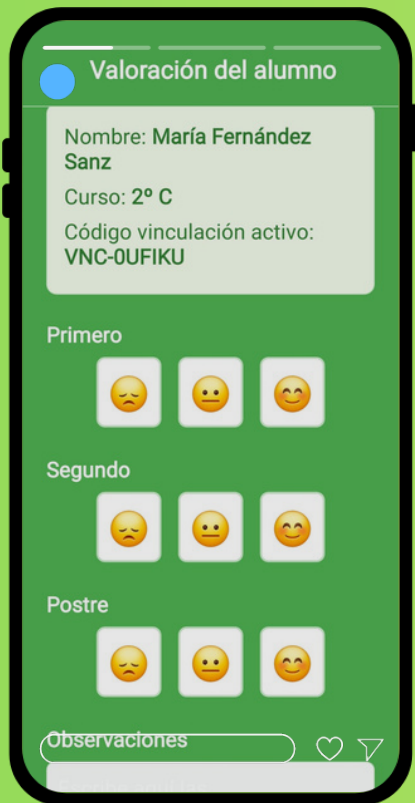 Valoración del alumno
Nombre: María Fernández
Sanz
Curso: 2º C
Código vinculación activo:
VNC-0UFIKU
Primero
Segundo
Postre
Observaciones